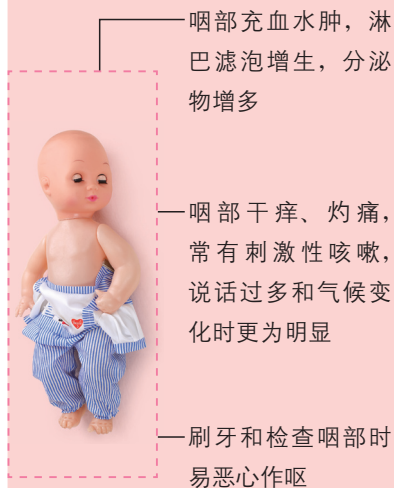 咽部充血水肿，淋
巴滤泡增生，分泌
物增多
咽部干痒、灼痛，
常有刺激性咳嗽，
说话过多和气候变
化时更为明显
刷牙和检查咽部时
易恶心作呕